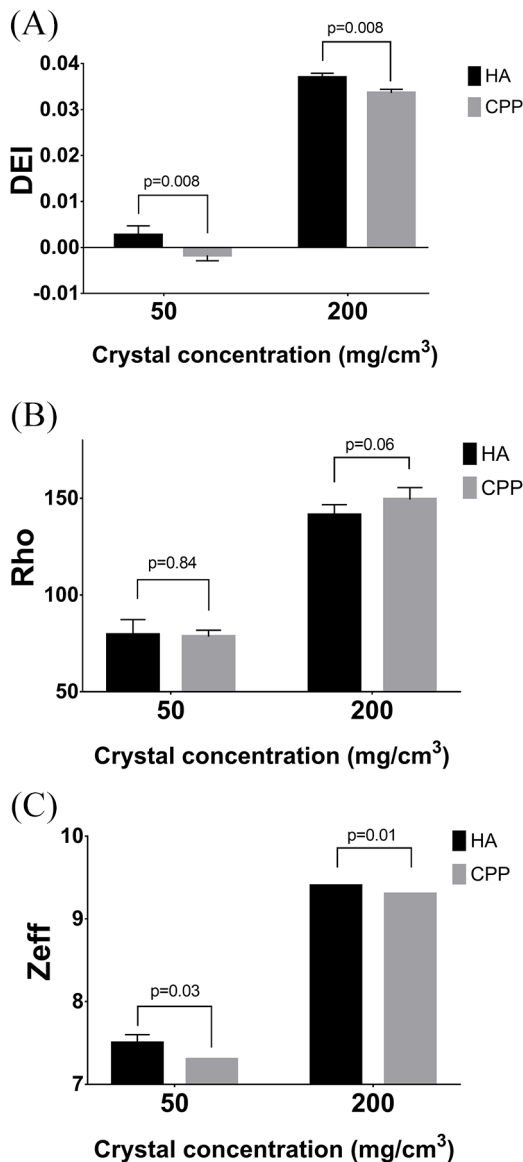 (A)
p=0.008
0.04
HA
0.03
CPP
DEI
0.02
p=0.008
0.01
0.00
-0.01
50
200
Crystal concentration (mg/cm³)
(B)
p=0.06
HA
CPP
150
Rho
p=0.84
100
50
50
200
Crystal concentration (mg/cm³)
(C)
10
p=0.01
HA
CPP
9
Zeff
8
p=0.03
7
50
200
Crystal concentration (mg/cm³)